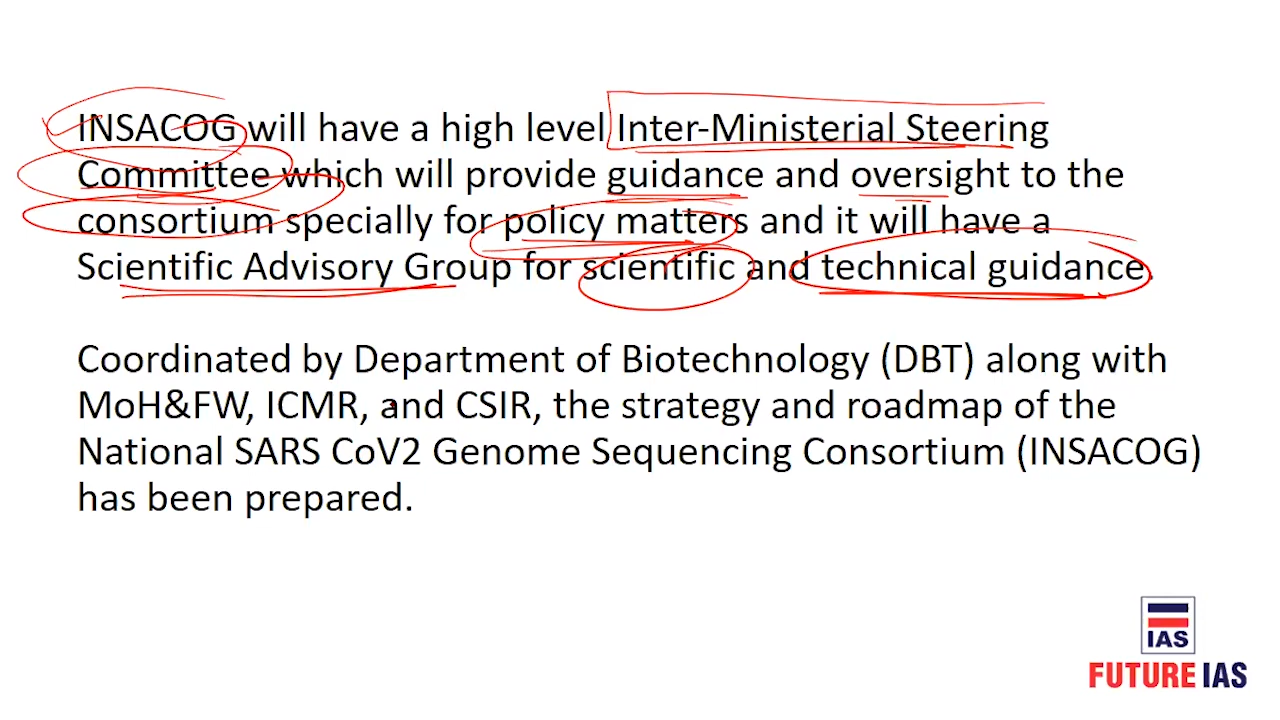 INSACOG will have a high level Inter-Ministerial Steering
Committee which will provide guidance and oversight to the
consortium specially for policy matters and it will have a
Scientific Advisory Group for scientific and technical guidance.
Coordinated by Department of Biotechnology (DBT) along with
MoH&FW, ICMR, and CSIR, the strategy and roadmap of the
National SARS CoV2 Genome Sequencing Consortium (INSACOG)
has been prepared.
IAS
FUTURE IAS